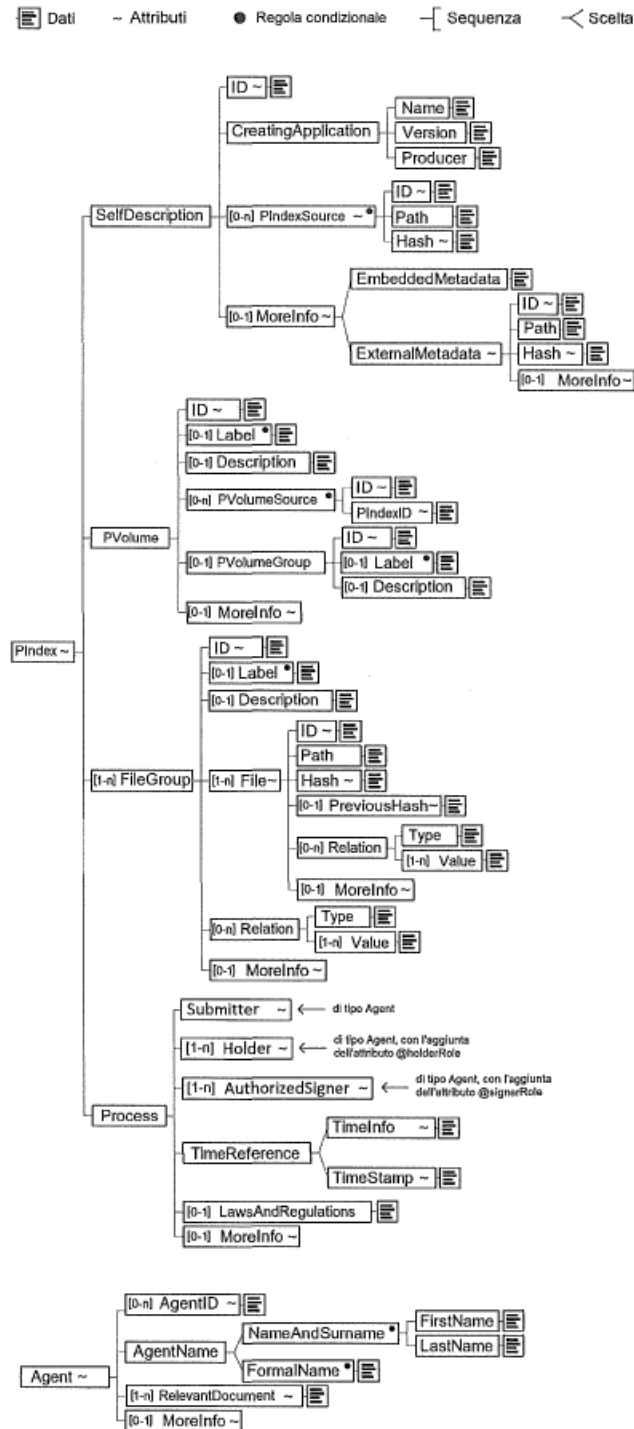 Dati ~ Attributi ● Regola condizionale Sequenza Scelta
ID ~
CreatingApplication
Name
Version
Producer
SelfDescription
[0-n] PIndexSource ~ ●
ID ~
Path
Hash ~
[0-1] MoreInfo ~
EmbeddedMetadata
ExternalMetadata ~
ID ~
Path
Hash ~
[0-1] MoreInfo ~
PVolume
ID ~
[0-1] Label ●
[0-1] Description
[0-n] PVolumeSource ●
ID ~
PIndexID ~
[0-1] PVolumeGroup
ID ~
[0-1] Label ●
[0-1] Description
[0-1] MoreInfo ~
PIndex ~
[1-n] FileGroup
ID ~
[0-1] Label ●
[0-1] Description
[1-n] File ~
ID ~
Path
Hash ~
[0-1] PreviousHash ~
[0-n] Relation
Type
[1-n] Value
[0-1] MoreInfo ~
[0-n] Relation
Type
[1-n] Value
[0-1] MoreInfo ~
Process
Submitter ~
di tipo Agent
[1-n] Holder ~
di tipo Agent, con l'aggiunta
dell'attributo @holderRole
[1-n] AuthorizedSigner ~
di tipo Agent, con l'aggiunta
dell'attributo @signerRole
TimeReference
TimeInfo ~
TimeStamp ~
[0-1] LawsAndRegulations
[0-1] MoreInfo ~
Agent ~
[0-n] AgentID ~
AgentName
NameAndSurname ●
FirstName
LastName
FormalName ●
[1-n] RelevantDocument ~
[0-1] MoreInfo ~